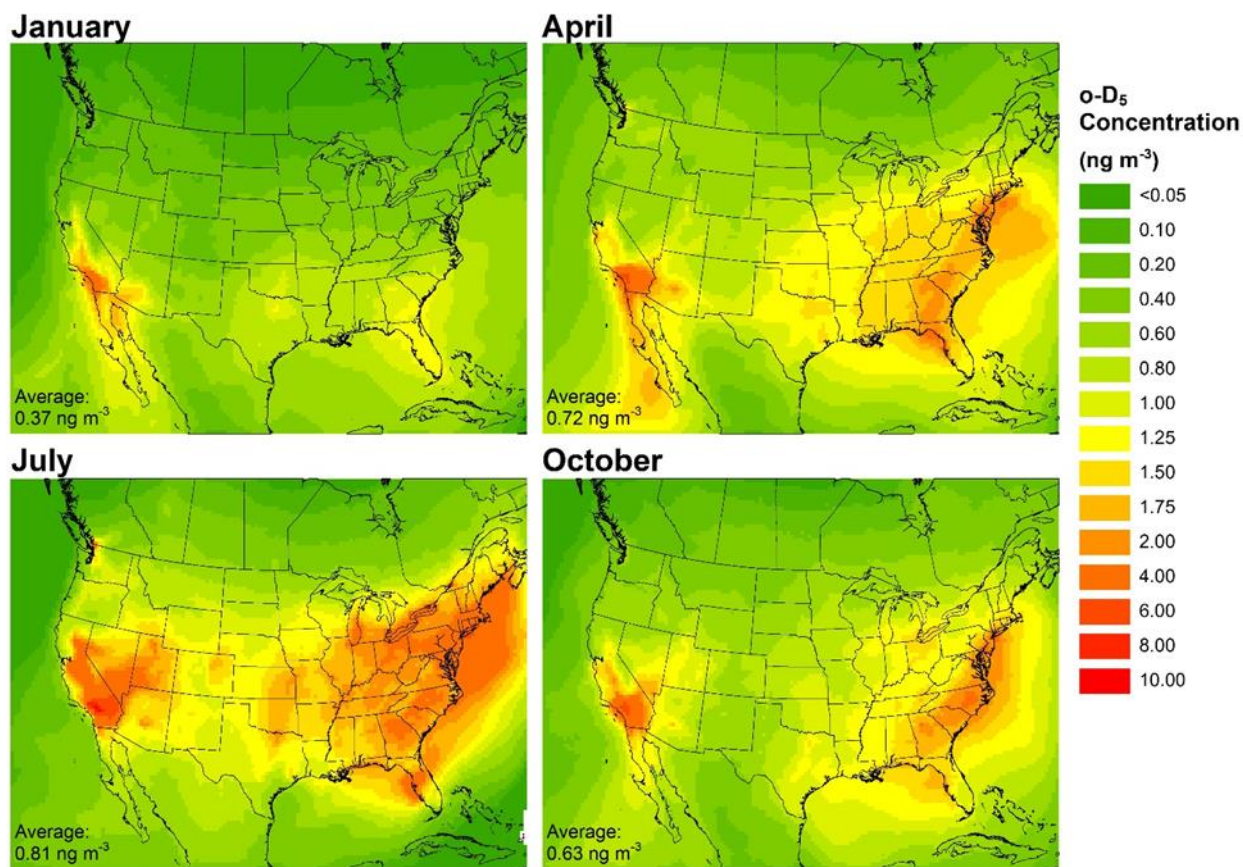 January
Average:
0.37 ng m⁻³
April
Average:
0.72 ng m⁻³
July
Average:
0.81 ng m⁻³
October
Average:
0.63 ng m⁻³
o-D₅
Concentration
(ng m⁻³)
<0.05
0.10
0.20
0.40
0.60
0.80
1.00
1.25
1.50
1.75
2.00
4.00
6.00
8.00
10.00